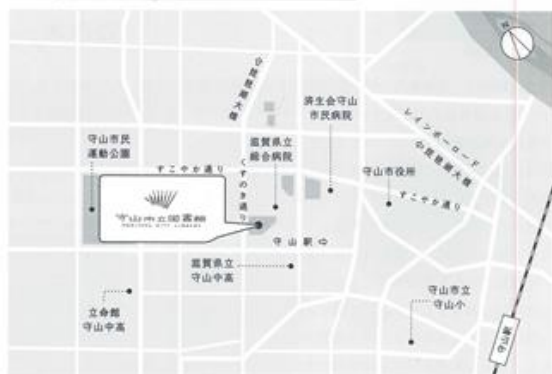 N
至琵琶湖大橋
済生会守山
市民病院
守山市民
運動公園
滋賀県立
総合病院
レインボーロード
至琵琶湖大橋
すこやか通り
くすのき通り
守山市役所
すこやか通り
守山市立図書館
MORIYAMA CITY LIBRARY
守山駅⇨
滋賀県立
守山中高
立命館
守山中高
守山市立
守山小
守山駅